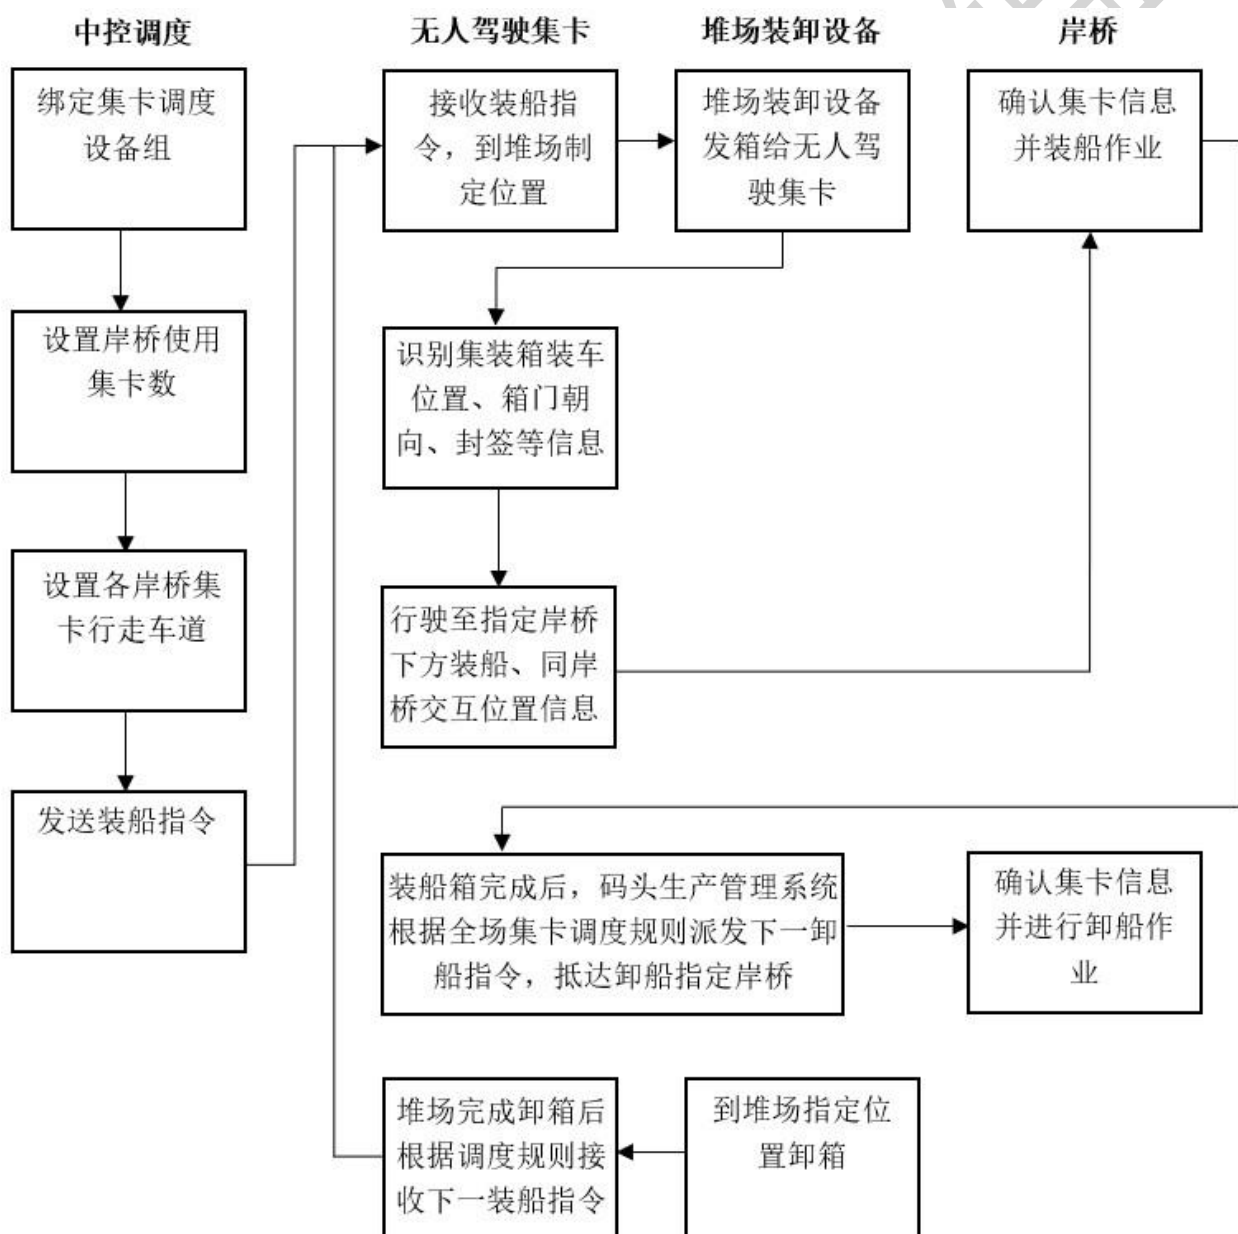 中控调度
无人驾驶集卡
堆场装卸设备
岸桥
绑定集卡调度
设备组
接收装船指
令，到堆场制
定位置
堆场装卸设备
发箱给无人驾
驶集卡
确认集卡信息
并装船作业
设置岸桥使用
集卡数
识别集装箱装车
位置、箱门朝
向、封签等信息
设置各岸桥集
卡行走车道
行驶至指定岸桥
下方装船、同岸
桥交互位置信息
发送装船指令
装船箱完成后，码头生产管理系统
根据全场集卡调度规则派发下一卸
船指令，抵达卸船指定岸桥
确认集卡信息
并进行卸船作
业
堆场完成卸箱后
根据调度规则接
收下一装船指令
到堆场指定位
置卸箱